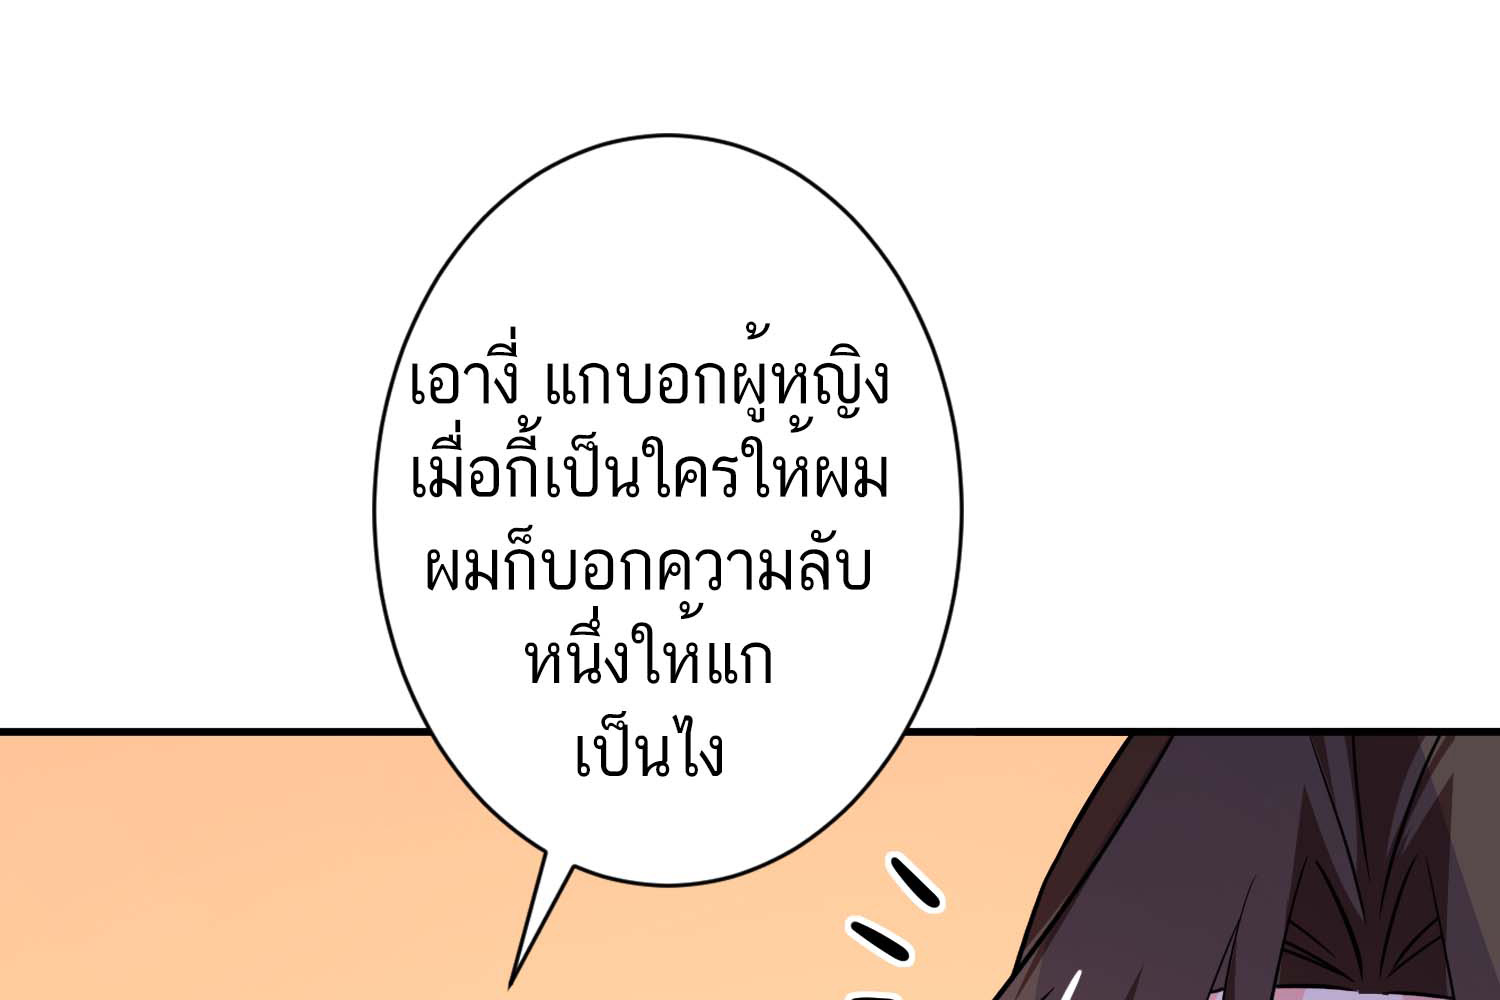 เอางี่ แกบอกผู้หญิง
เมื่อกี้เป็นใครให้ผม
ผมก็บอกความลับ
หนึ่งให้แก
เป็นไง